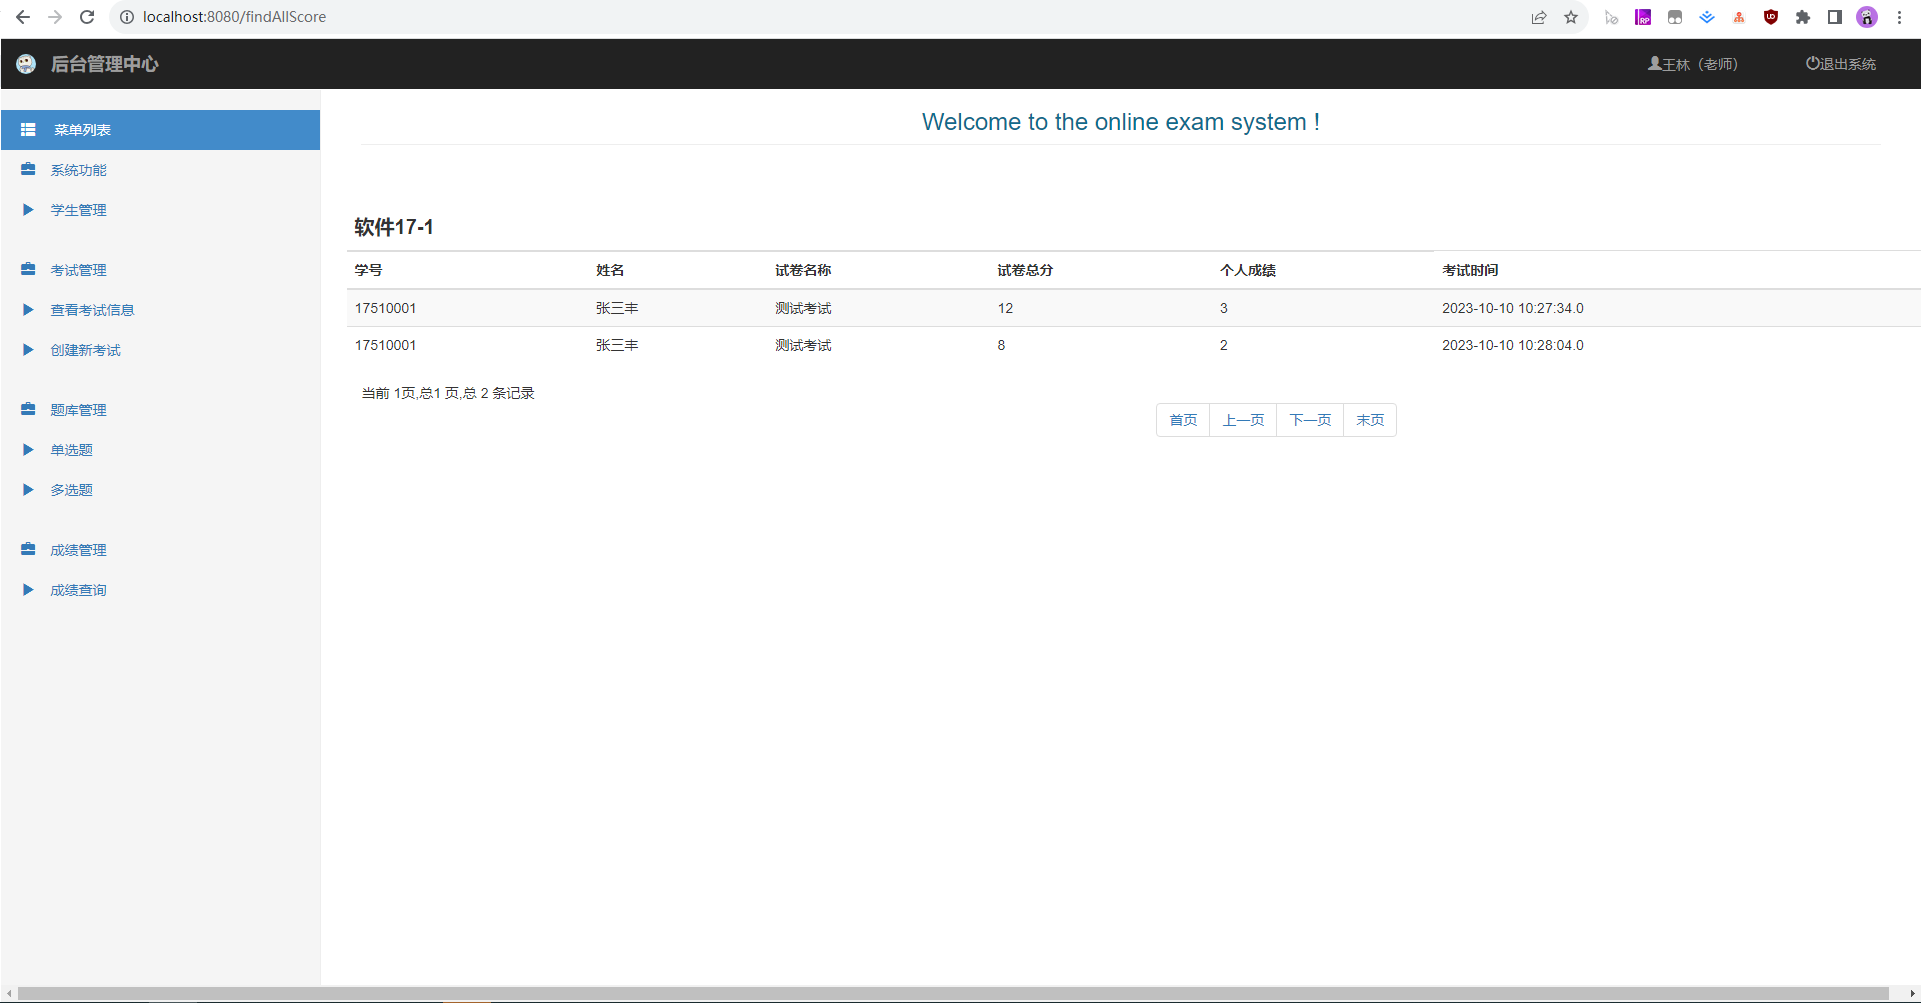 localhost:8080/findAllScore
后台管理中心
王林（老师）
退出系统
菜单列表
系统功能
学生管理
考试管理
查看考试信息
创建新考试
题库管理
单选题
多选题
成绩管理
成绩查询
Welcome to the online exam system !
软件17-1
学号 姓名 试卷名称 试卷总分 个人成绩 考试时间
17510001 张三丰 测试考试 12 3 2023-10-10 10:27:34.0
17510001 张三丰 测试考试 8 2 2023-10-10 10:28:04.0
当前 1页,总1 页,总 2 条记录
首页 上一页 下一页 末页